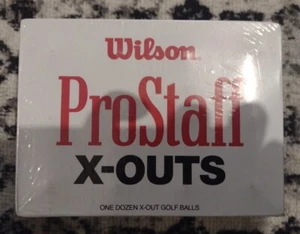 Wilson
ProStaff
X-OUTS
ONE DOZEN X-OUT GOLF BALLS